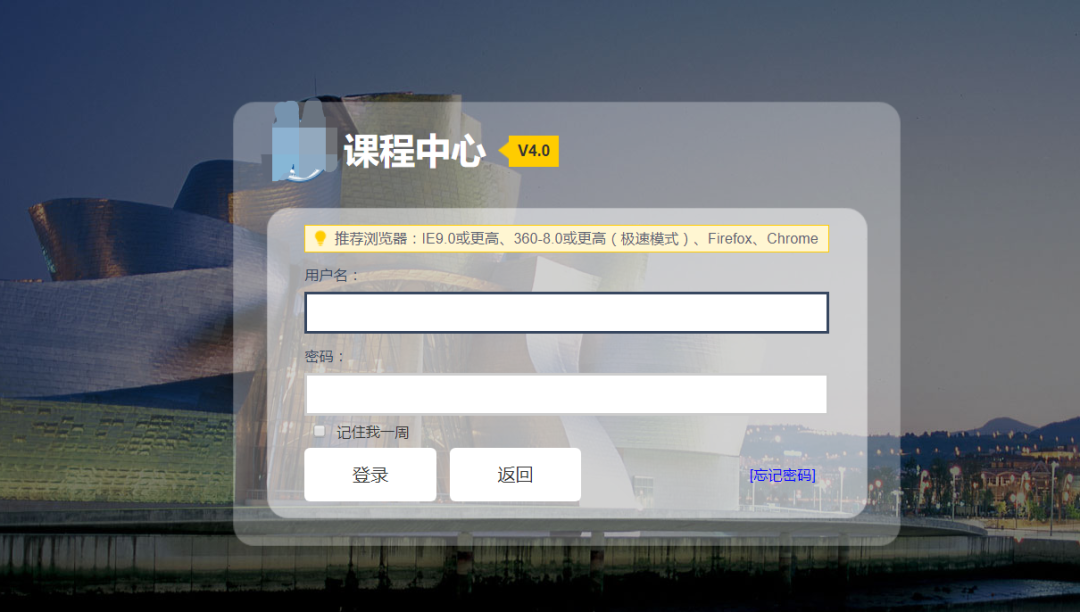 课程中心
V4.0
推荐浏览器：IE9.0或更高、360-8.0或更高（极速模式）、Firefox、Chrome
用户名：
密码：
记住我一周
登录 返回 [忘记密码]